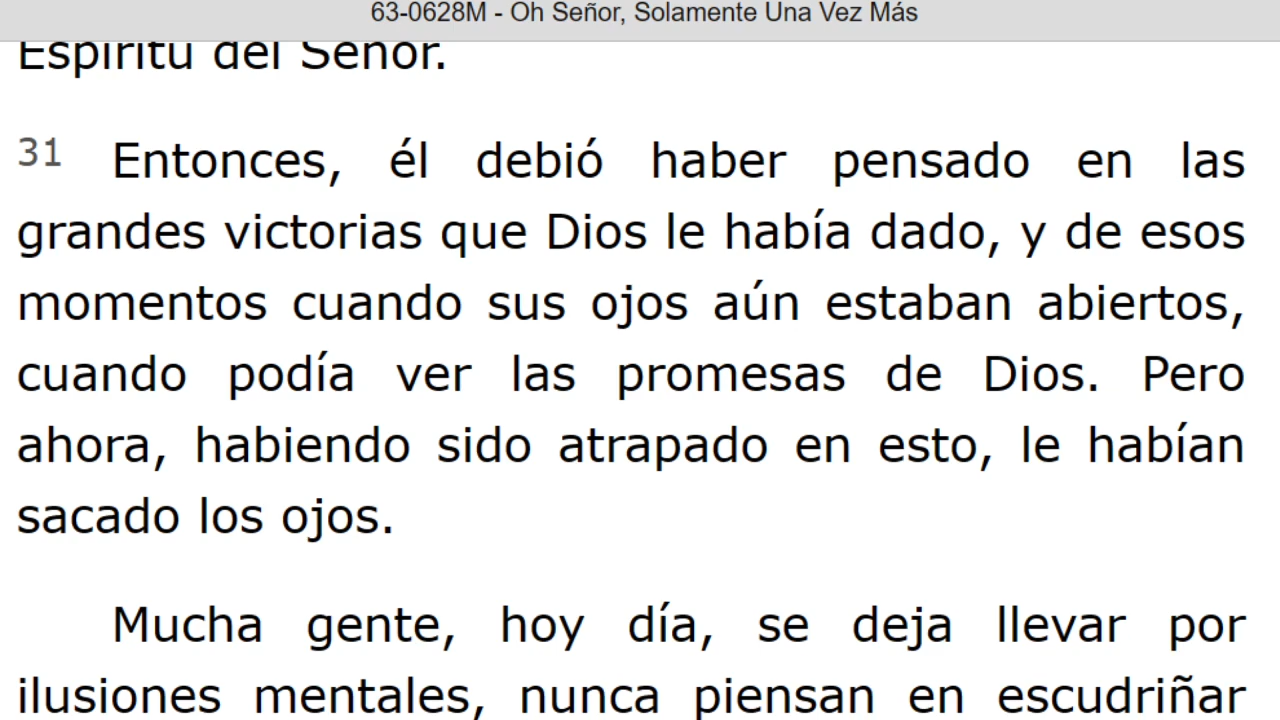 63-0628M - Oh Señor, Solamente Una Vez Más
Espíritu del Señor.
31 Entonces, él debió haber pensado en las
grandes victorias que Dios le había dado, y de esos
momentos cuando sus ojos aún estaban abiertos,
cuando podía ver las promesas de Dios. Pero
ahora, habiendo sido atrapado en esto, le habían
sacado los ojos.
Mucha gente, hoy día, se deja llevar por
ilusiones mentales, nunca piensan en escudriñar